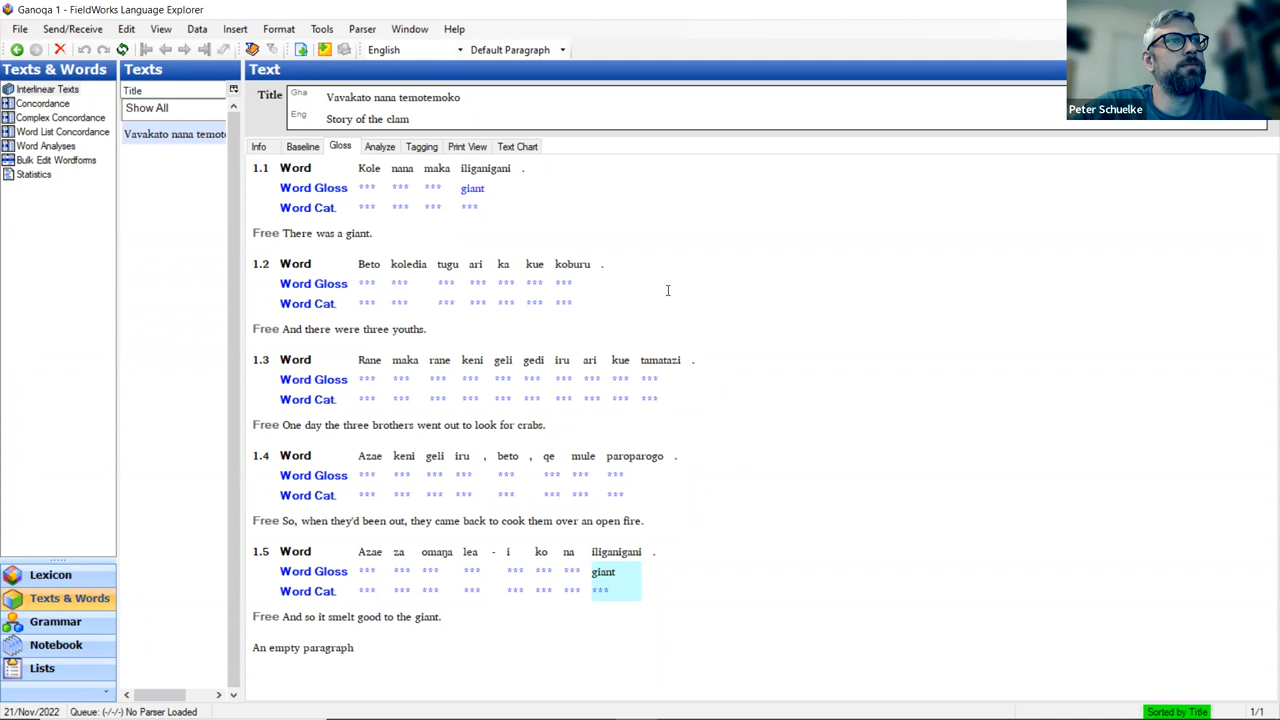 Ganoqa 1 - FieldWorks Language Explorer
File Send/Receive Edit View Data Insert Format Tools Parser Window Help
English Default Paragraph
Peter Schuelke
Texts & Words
Interlinear Texts
Concordance
Complex Concordance
Word List Concordance
Word Analyses
Bulk Edit Wordforms
Statistics
Lexicon
Texts & Words
Grammar
Notebook
Lists
Texts
Title
Show All
Vavakato nana temot
Text
Title Gha Vavakato nana temotemoko
Eng Story of the clam
Info Baseline Gloss Analyze Tagging Print View Text Chart
1.1 Word Kole nana maka iliganigani .
Word Gloss *** *** *** giant
Word Cat. *** *** *** ***
Free There was a giant.
1.2 Word Beto koledia tugu ari ka kue koburu .
Word Gloss *** *** *** *** *** *** ***
Word Cat. *** *** *** *** *** *** ***
Free And there were three youths.
1.3 Word Rane maka rane keni geli gedi iru ari kue tamatazi .
Word Gloss *** *** *** *** *** *** *** *** *** ***
Word Cat. *** *** *** *** *** *** *** *** *** ***
Free One day the three brothers went out to look for crabs.
1.4 Word Azae keni geli iru , beto , qe mule paroparogo .
Word Gloss *** *** *** *** *** *** *** ***
Word Cat. *** *** *** *** *** *** *** ***
Free So, when they'd been out, they came back to cook them over an open fire.
1.5 Word Azae za omaŋa lea - i ko na iliganigani .
Word Gloss *** *** *** *** *** *** *** giant
Word Cat. *** *** *** *** *** *** *** ***
Free And so it smelt good to the giant.
An empty paragraph
21/Nov/2022 Queue: (-/-/-) No Parser Loaded Sorted by Title 1/1